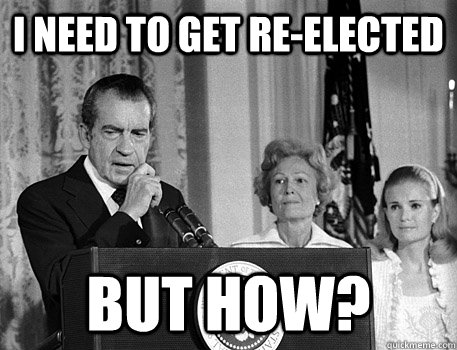 I NEED TO GET RE-ELECTED
BUT HOW?
quickmeme.com